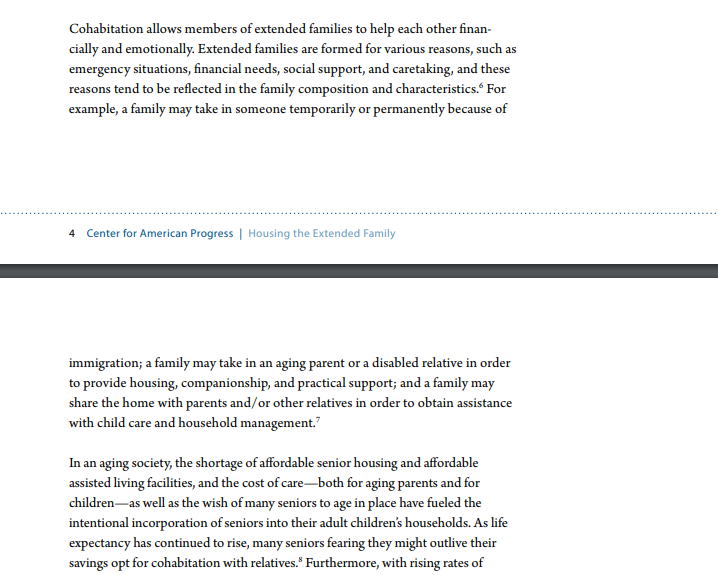 Cohabitation allows members of extended families to help each other finan-
cially and emotionally. Extended families are formed for various reasons, such as
emergency situations, financial needs, social support, and caretaking, and these
reasons tend to be reflected in the family composition and characteristics.⁶ For
example, a family may take in someone temporarily or permanently because of
4 Center for American Progress | Housing the Extended Family
immigration; a family may take in an aging parent or a disabled relative in order
to provide housing, companionship, and practical support; and a family may
share the home with parents and/or other relatives in order to obtain assistance
with child care and household management.⁷
In an aging society, the shortage of affordable senior housing and affordable
assisted living facilities, and the cost of care—both for aging parents and for
children—as well as the wish of many seniors to age in place have fueled the
intentional incorporation of seniors into their adult children's households. As life
expectancy has continued to rise, many seniors fearing they might outlive their
savings opt for cohabitation with relatives.⁸ Furthermore, with rising rates of